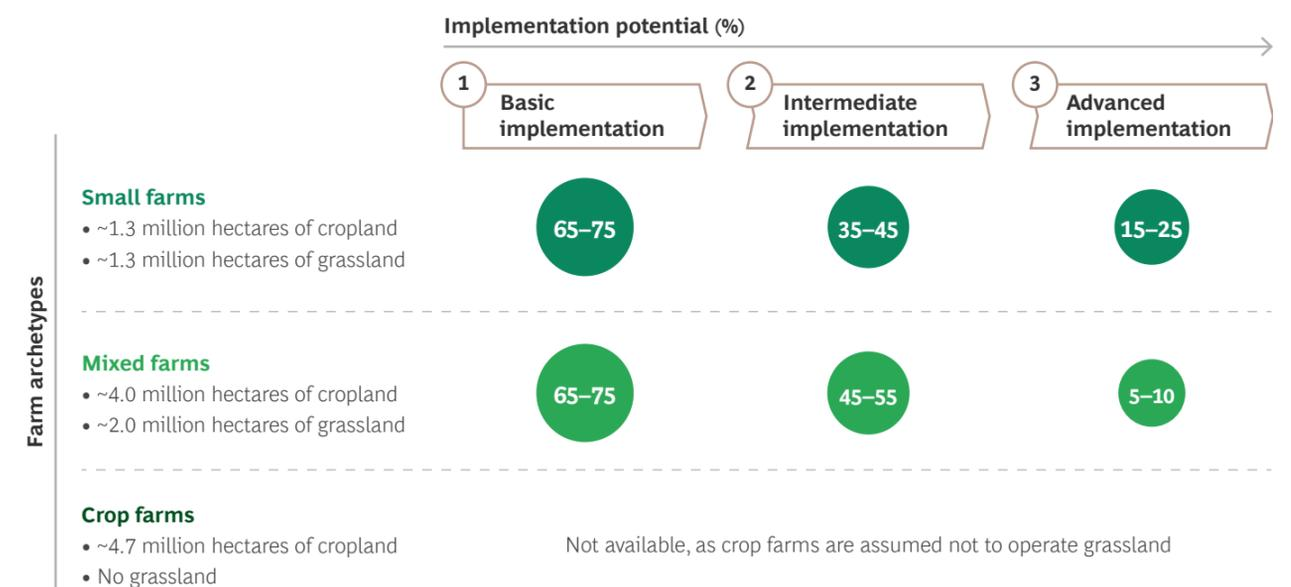 Implementation potential (%)
1
Basic
implementation
2
Intermediate
implementation
3
Advanced
implementation
Farm archetypes
Small farms
• ~1.3 million hectares of cropland
• ~1.3 million hectares of grassland
65–75
35–45
15–25
Mixed farms
• ~4.0 million hectares of cropland
• ~2.0 million hectares of grassland
65–75
45–55
5–10
Crop farms
• ~4.7 million hectares of cropland
• No grassland
Not available, as crop farms are assumed not to operate grassland